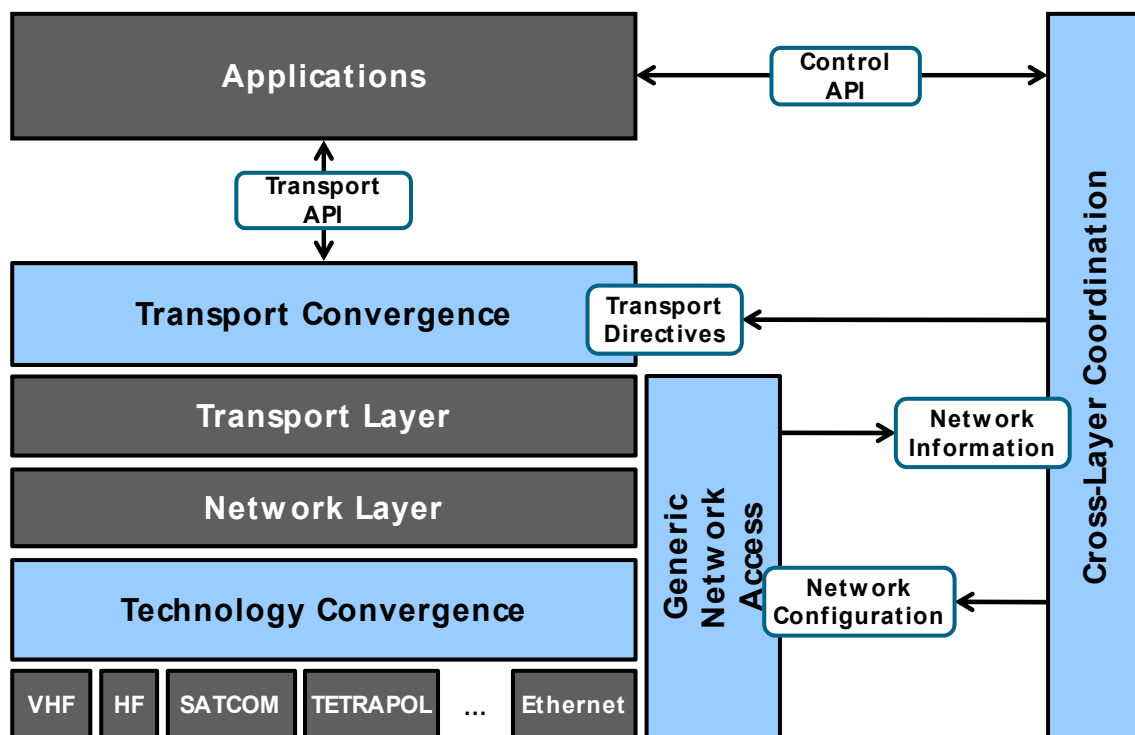 Applications
Control
API
Transport
API
Transport Convergence
Transport
Directives
Transport Layer
Network
Information
Network Layer
Generic
Network
Access
Cross-Layer Coordination
Technology Convergence
Network
Configuration
VHF
HF
SATCOM
TETRAPOL
...
Ethernet